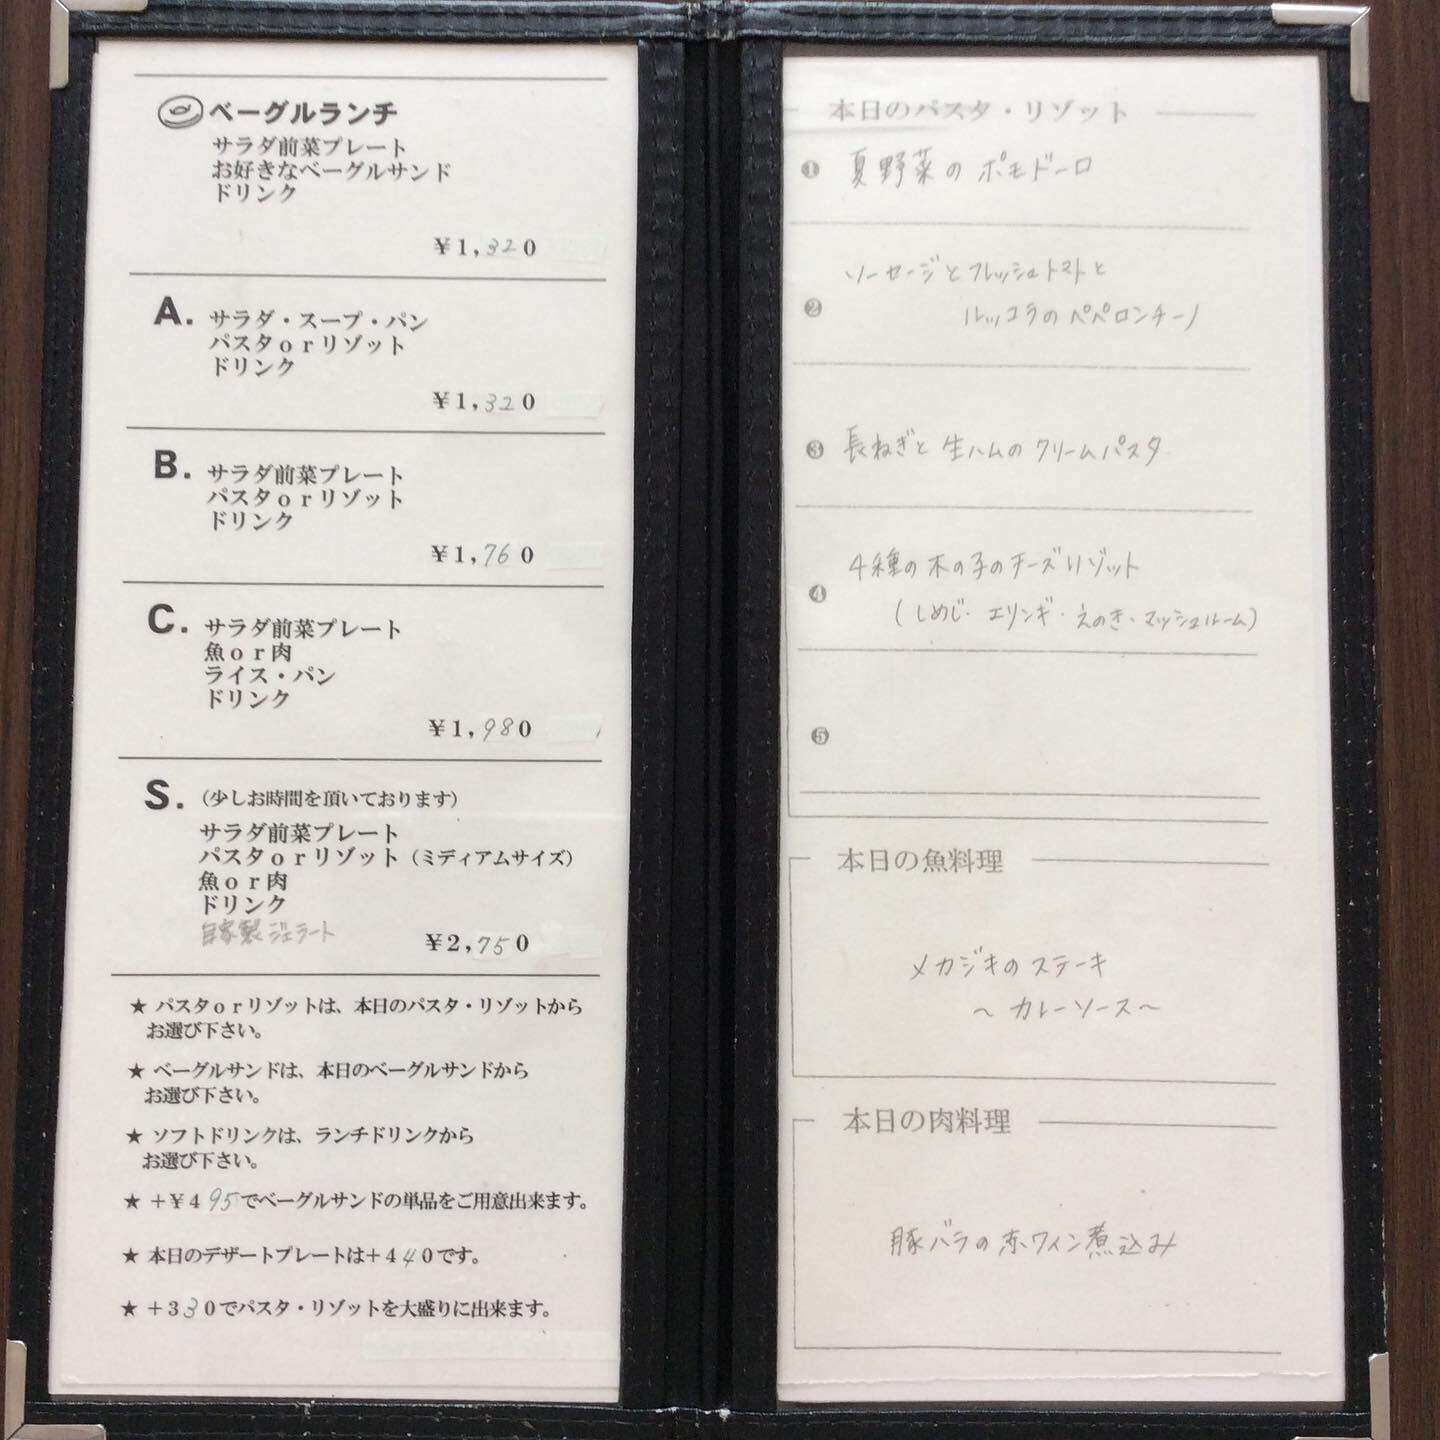 ベーグルランチ
サラダ前菜プレート
お好きなベーグルサンド
ドリンク
¥1,320
A. サラダ・スープ・パン
パスタorリゾット
ドリンク
¥1,320
B. サラダ前菜プレート
パスタorリゾット
ドリンク
¥1,760
C. サラダ前菜プレート
魚or肉
ライス・パン
ドリンク
¥1,980
S. (少しお時間を頂いております)
サラダ前菜プレート
パスタorリゾット(ミディアムサイズ)
魚or肉
ドリンク
自家製ジェラート
¥2,750
★ パスタorリゾットは、本日のパスタ・リゾットから
お選び下さい。
★ ベーグルサンドは、本日のベーグルサンドから
お選び下さい。
★ ソフトドリンクは、ランチドリンクから
お選び下さい。
★ +¥495でベーグルサンドの単品をご用意出来ます。
★ 本日のデザートプレートは+440です。
★ +330でパスタ・リゾットを大盛りに出来ます。
本日のパスタ・リゾット
❶ 夏野菜のポモドーロ
ソーセージとフレッシュトマトと
❷ ルッコラのペペロンチーノ
❸ 長ねぎと生ハムのクリームパスタ
4種の木の子のチーズリゾット
❹ (しめじ・エリンギ・えのき・マッシュルーム)
❺
本日の魚料理
メカジキのステーキ
~カレーソース~
本日の肉料理
豚バラの赤ワイン煮込み